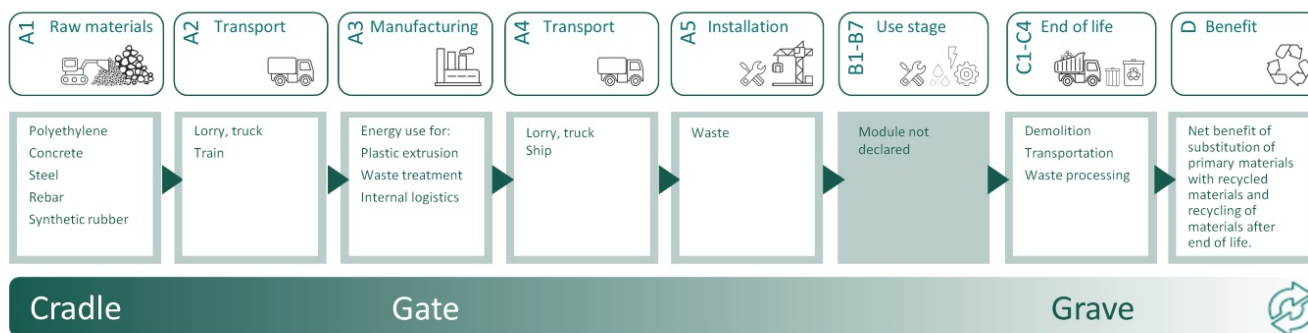 A1 Raw materials
A2 Transport
A3 Manufacturing
A4 Transport
A5 Installation
B1-B7 Use stage
C1-C4 End of life
D Benefit
Polyethylene
Concrete
Steel
Rebar
Synthetic rubber
Lorry, truck
Train
Energy use for:
Plastic extrusion
Waste treatment
Internal logistics
Lorry, truck
Ship
Waste
Module not
declared
Demolition
Transportation
Waste processing
Net benefit of
substitution of
primary materials
with recycled
materials and
recycling of
materials after
end of life.
Cradle
Gate
Grave